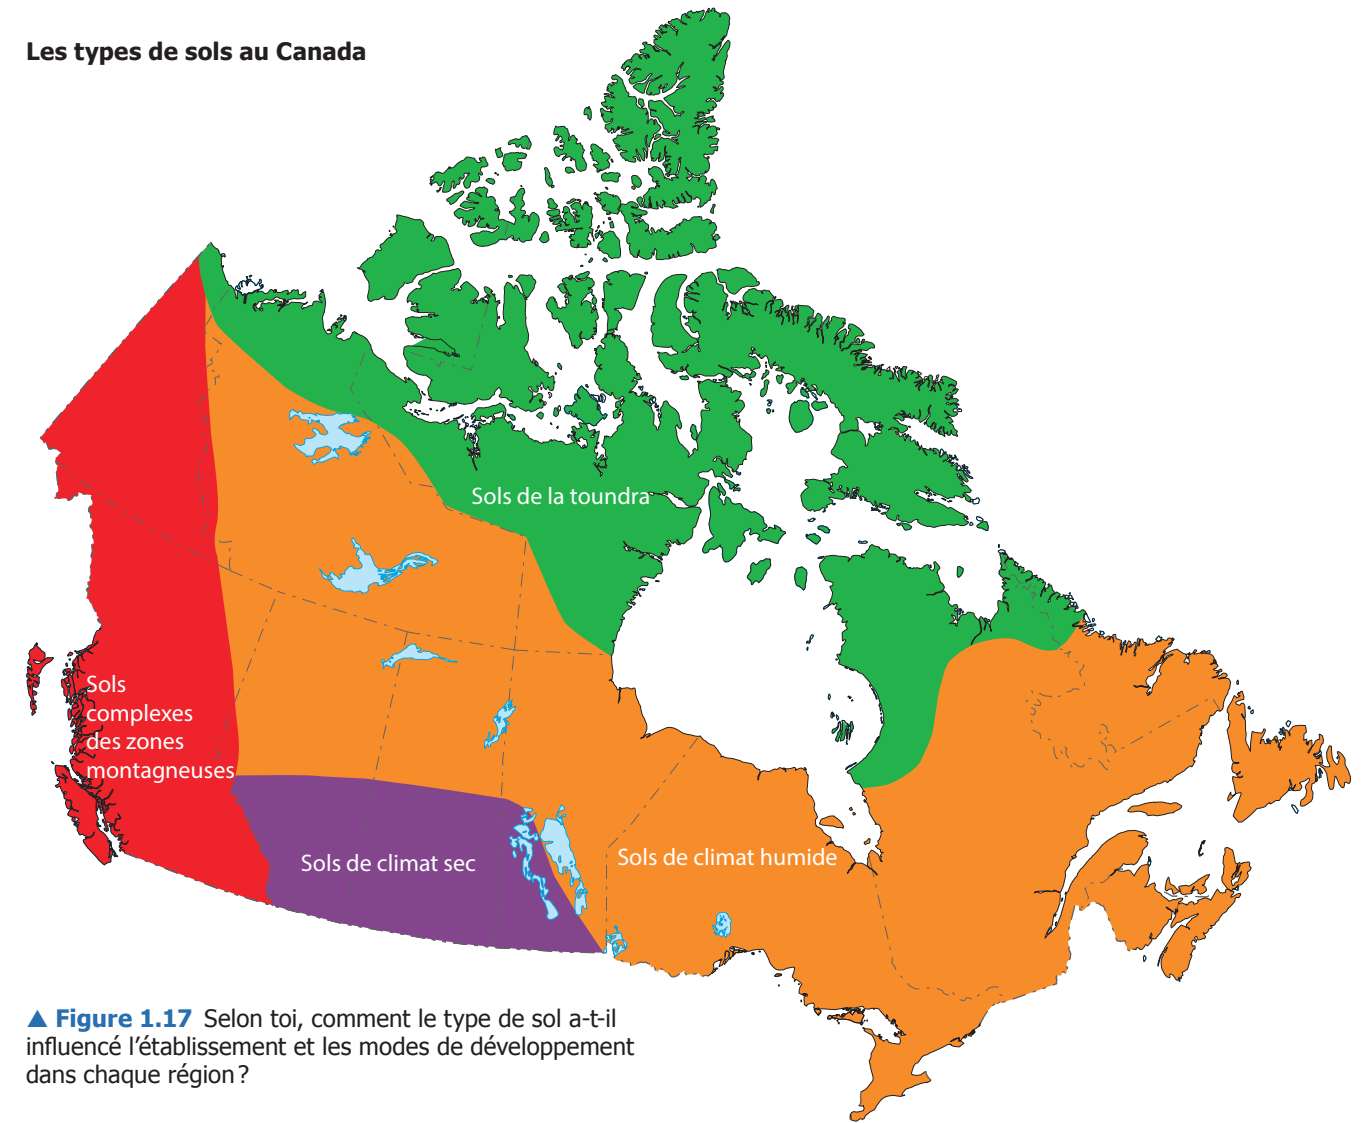 Les types de sols au Canada
Sols de la toundra
Sols
complexes
des zones
montagneuses
Sols de climat sec
Sols de climat humide
▲ Figure 1.17 Selon toi, comment le type de sol a-t-il
influencé l'établissement et les modes de développement
dans chaque région ?